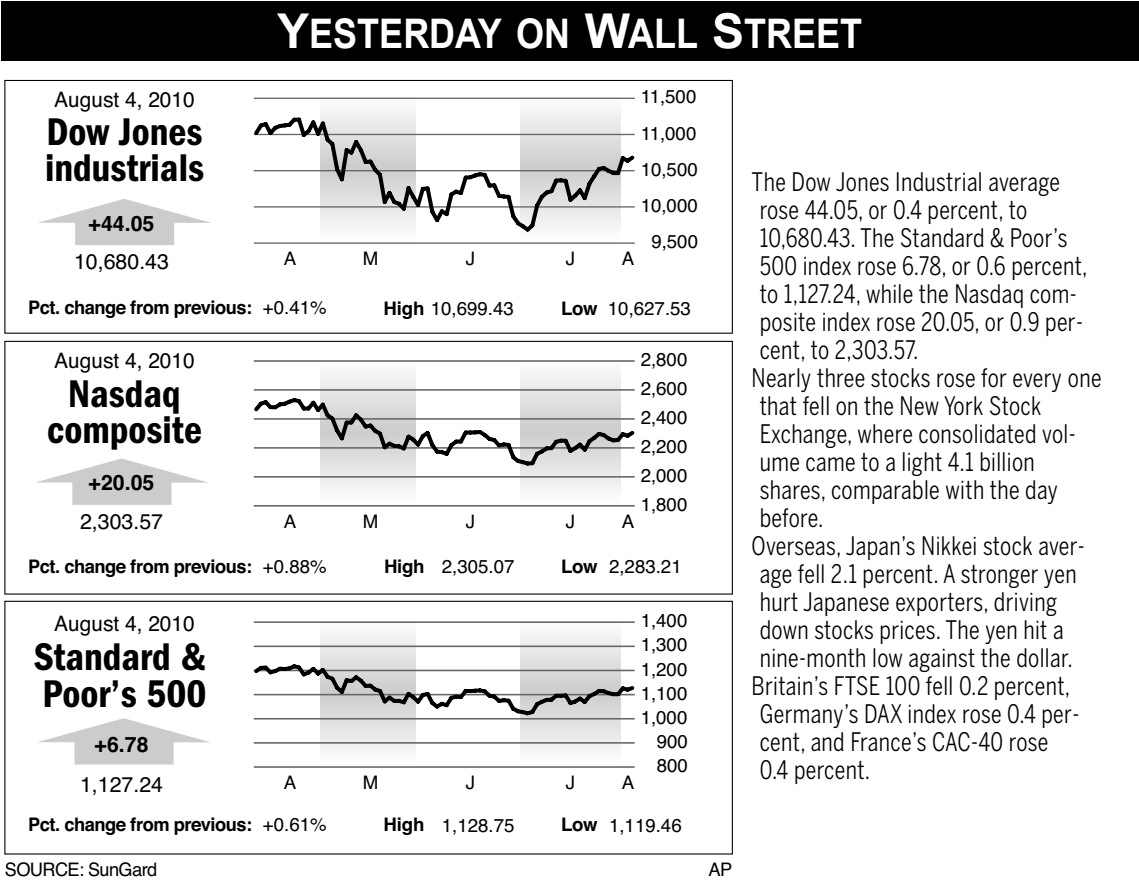 YESTERDAY ON WALL STREET
August 4, 2010
Dow Jones
industrials
+44.05
10,680.43
11,500
11,000
10,500
10,000
9,500
A M J J A
Pct. change from previous: +0.41% High 10,699.43 Low 10,627.53
August 4, 2010
Nasdaq
composite
+20.05
2,303.57
2,800
2,600
2,400
2,200
2,000
1,800
A M J J A
Pct. change from previous: +0.88% High 2,305.07 Low 2,283.21
August 4, 2010
Standard &
Poor's 500
+6.78
1,127.24
1,400
1,300
1,200
1,100
1,000
900
800
A M J J A
Pct. change from previous: +0.61% High 1,128.75 Low 1,119.46
SOURCE: SunGard AP
The Dow Jones Industrial average
rose 44.05, or 0.4 percent, to
10,680.43. The Standard & Poor's
500 index rose 6.78, or 0.6 percent,
to 1,127.24, while the Nasdaq com-
posite index rose 20.05, or 0.9 per-
cent, to 2,303.57.
Nearly three stocks rose for every one
that fell on the New York Stock
Exchange, where consolidated vol-
ume came to a light 4.1 billion
shares, comparable with the day
before.
Overseas, Japan's Nikkei stock aver-
age fell 2.1 percent. A stronger yen
hurt Japanese exporters, driving
down stocks prices. The yen hit a
nine-month low against the dollar.
Britain's FTSE 100 fell 0.2 percent,
Germany's DAX index rose 0.4 per-
cent, and France's CAC-40 rose
0.4 percent.